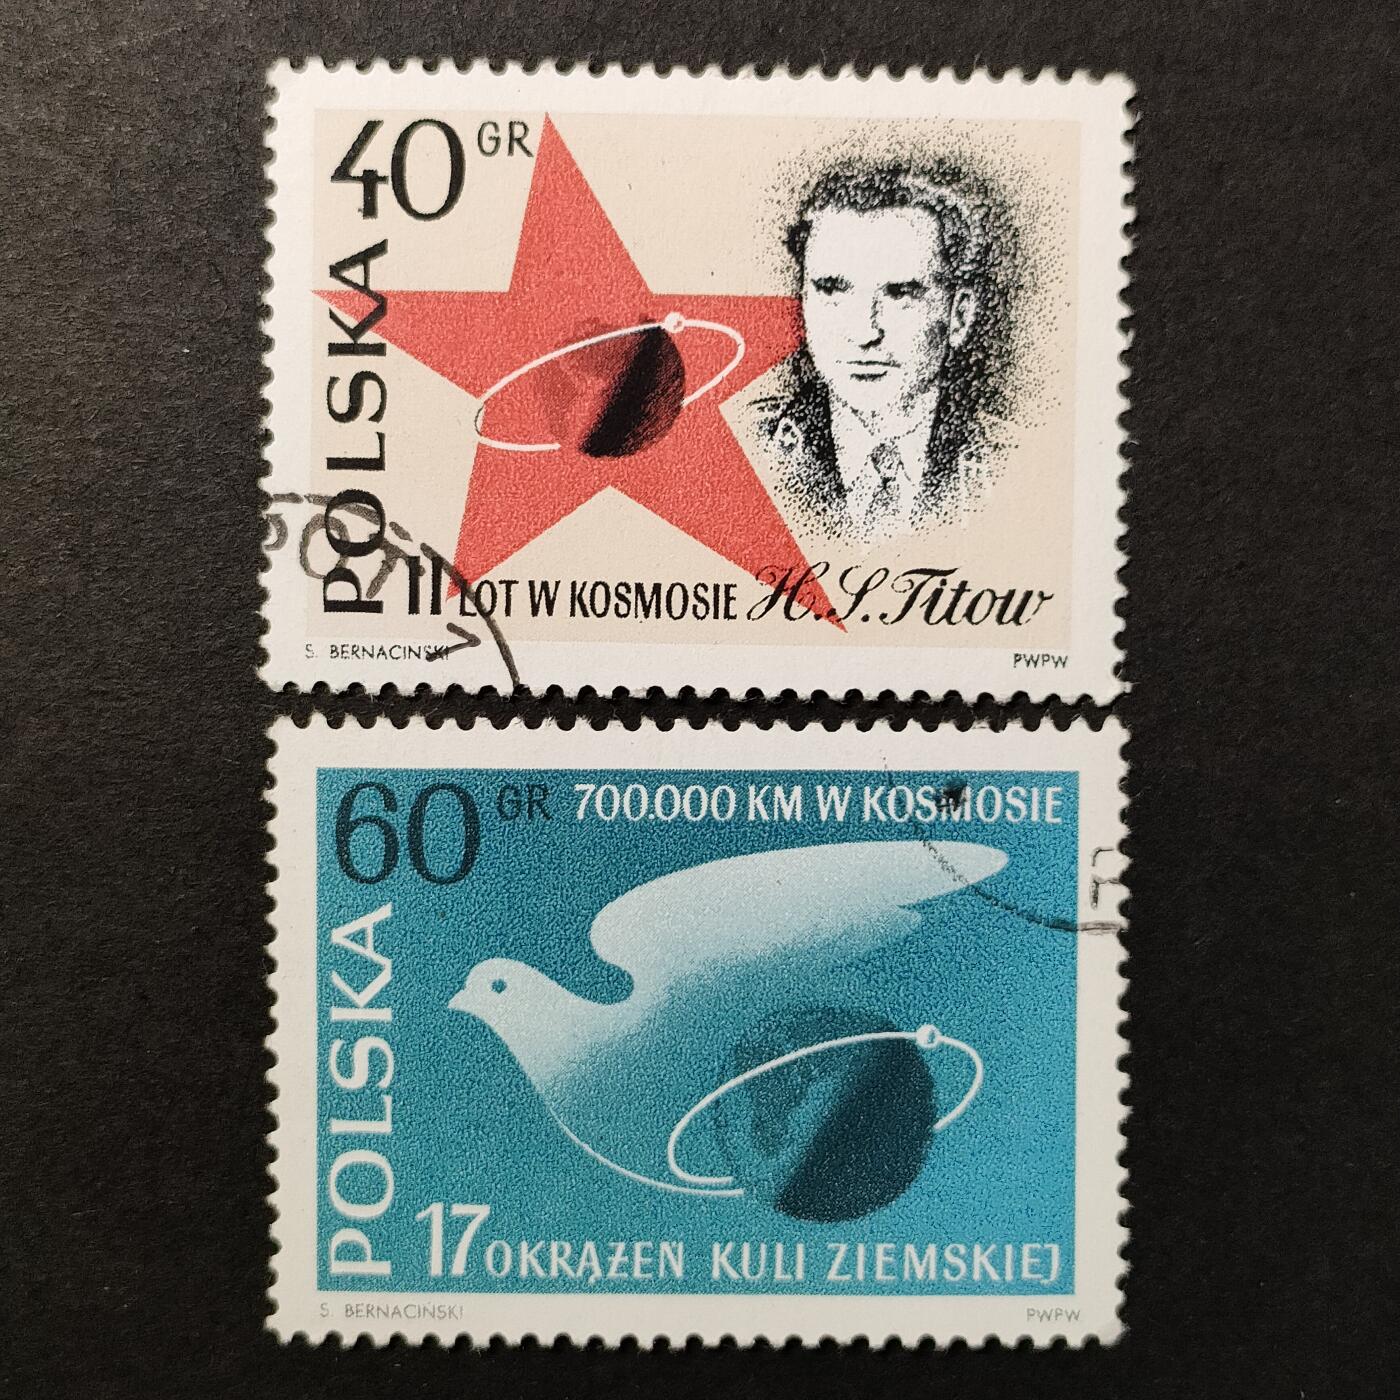 40 GR
POLSKA
II LOT W KOSMOSIE H.S. Titow
S. BERNACIŃSKI
PWPW
60 GR 700.000 KM W KOSMOSIE
POLSKA
17 OKRĄŻEŃ KULI ZIEMSKIEJ
S. BERNACIŃSKI
PWPW